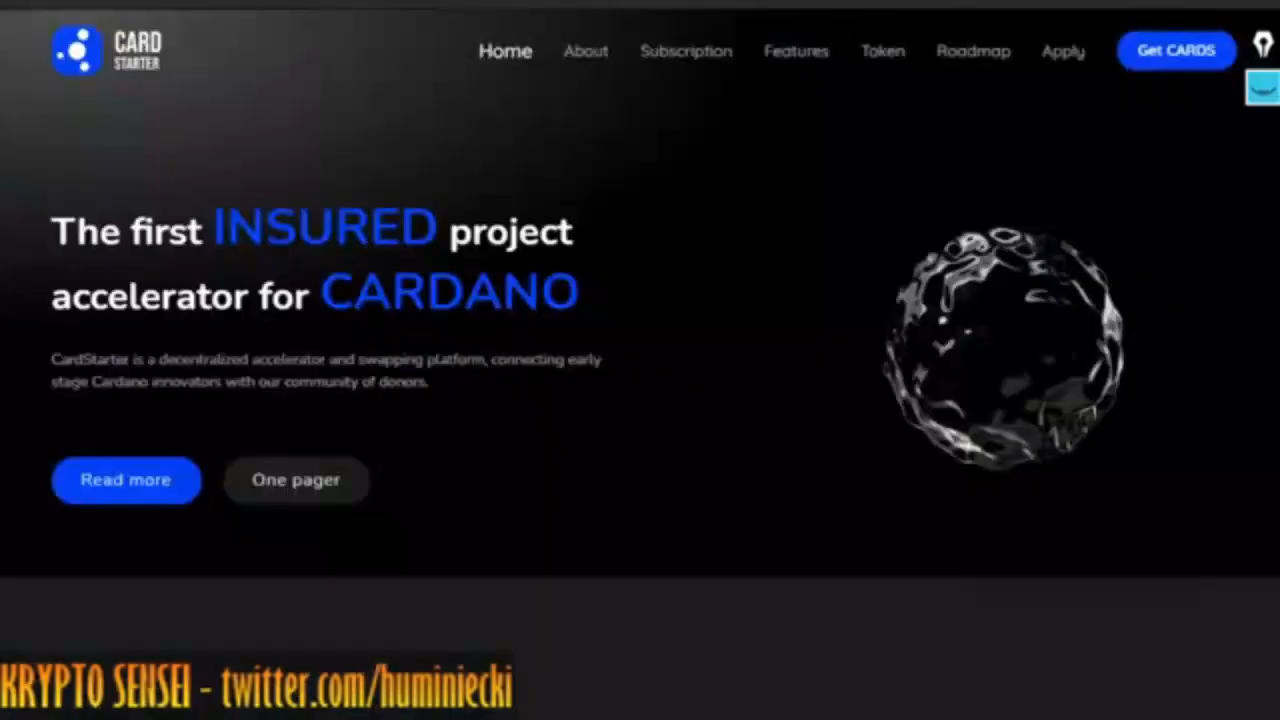 CARD
STARTER
Home About Subscription Features Token Roadmap Apply Get CARDS
The first INSURED project
accelerator for CARDANO
CardStarter is a decentralized accelerator and swapping platform, connecting early
stage Cardano innovators with our community of donors.
Read more One pager
KRYPTO SENSEI - twitter.com/huminiecki